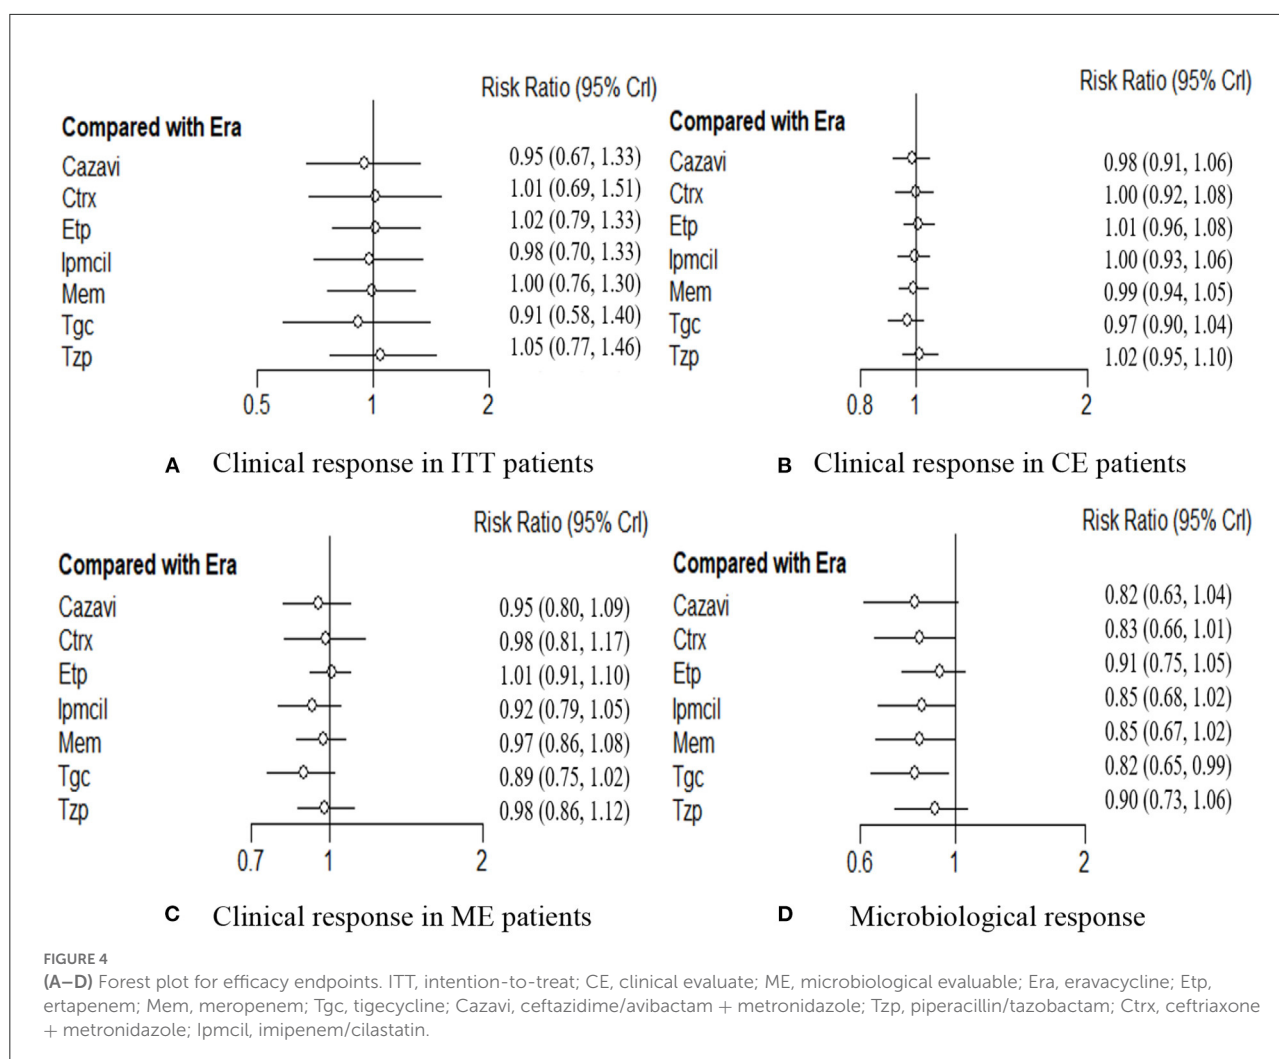 Risk Ratio (95% CrI)
Compared with Era
Cazavi 0.95 (0.67, 1.33)
Ctrx 1.01 (0.69, 1.51)
Etp 1.02 (0.79, 1.33)
Ipmcil 0.98 (0.70, 1.33)
Mem 1.00 (0.76, 1.30)
Tgc 0.91 (0.58, 1.40)
Tzp 1.05 (0.77, 1.46)
0.5 1 2
A Clinical response in ITT patients
Risk Ratio (95% CrI)
Compared with Era
Cazavi 0.98 (0.91, 1.06)
Ctrx 1.00 (0.92, 1.08)
Etp 1.01 (0.96, 1.08)
Ipmcil 1.00 (0.93, 1.06)
Mem 0.99 (0.94, 1.05)
Tgc 0.97 (0.90, 1.04)
Tzp 1.02 (0.95, 1.10)
0.8 1 2
B Clinical response in CE patients
Risk Ratio (95% CrI)
Compared with Era
Cazavi 0.95 (0.80, 1.09)
Ctrx 0.98 (0.81, 1.17)
Etp 1.01 (0.91, 1.10)
Ipmcil 0.92 (0.79, 1.05)
Mem 0.97 (0.86, 1.08)
Tgc 0.89 (0.75, 1.02)
Tzp 0.98 (0.86, 1.12)
0.7 1 2
C Clinical response in ME patients
Risk Ratio (95% CrI)
Compared with Era
Cazavi 0.82 (0.63, 1.04)
Ctrx 0.83 (0.66, 1.01)
Etp 0.91 (0.75, 1.05)
Ipmcil 0.85 (0.68, 1.02)
Mem 0.85 (0.67, 1.02)
Tgc 0.82 (0.65, 0.99)
Tzp 0.90 (0.73, 1.06)
0.6 1 2
D Microbiological response
FIGURE 4
(A–D) Forest plot for efficacy endpoints. ITT, intention-to-treat; CE, clinical evaluate; ME, microbiological evaluable; Era, eravacycline; Etp,
ertapenem; Mem, meropenem; Tgc, tigecycline; Cazavi, ceftazidime/avibactam + metronidazole; Tzp, piperacillin/tazobactam; Ctrx, ceftriaxone
+ metronidazole; Ipmcil, imipenem/cilastatin.